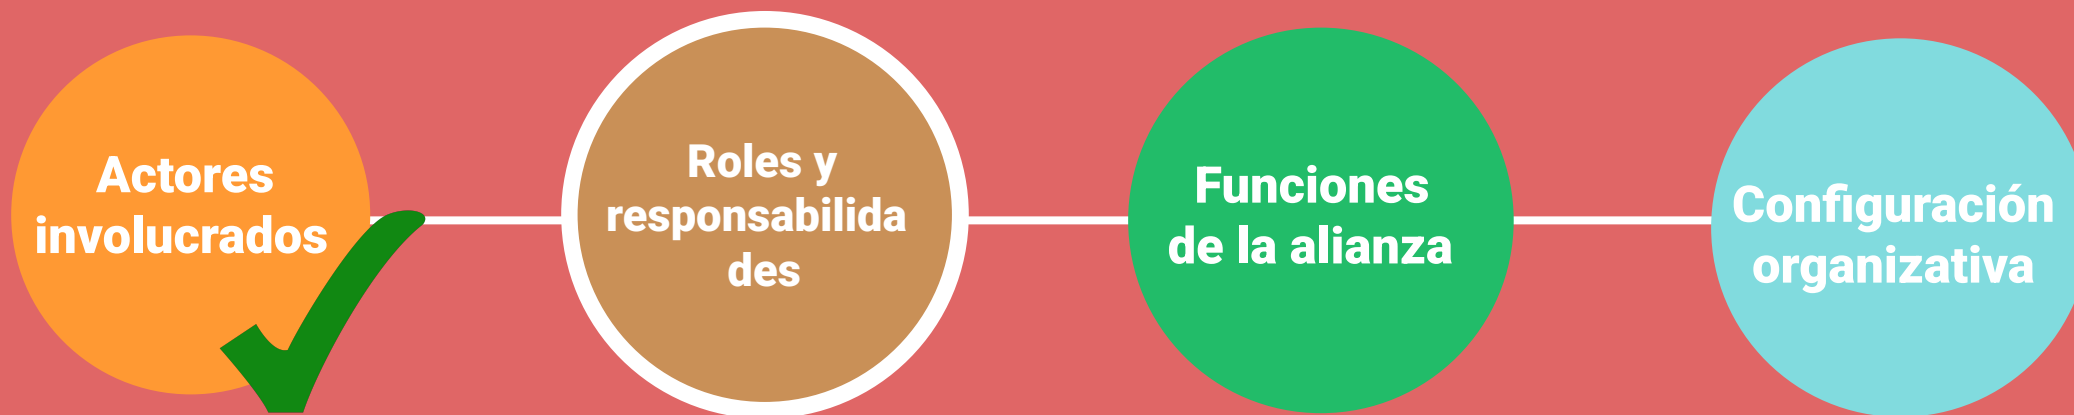 Actores
involucrados
Roles y
responsabilida
des
Funciones
de la alianza
Configuración
organizativa